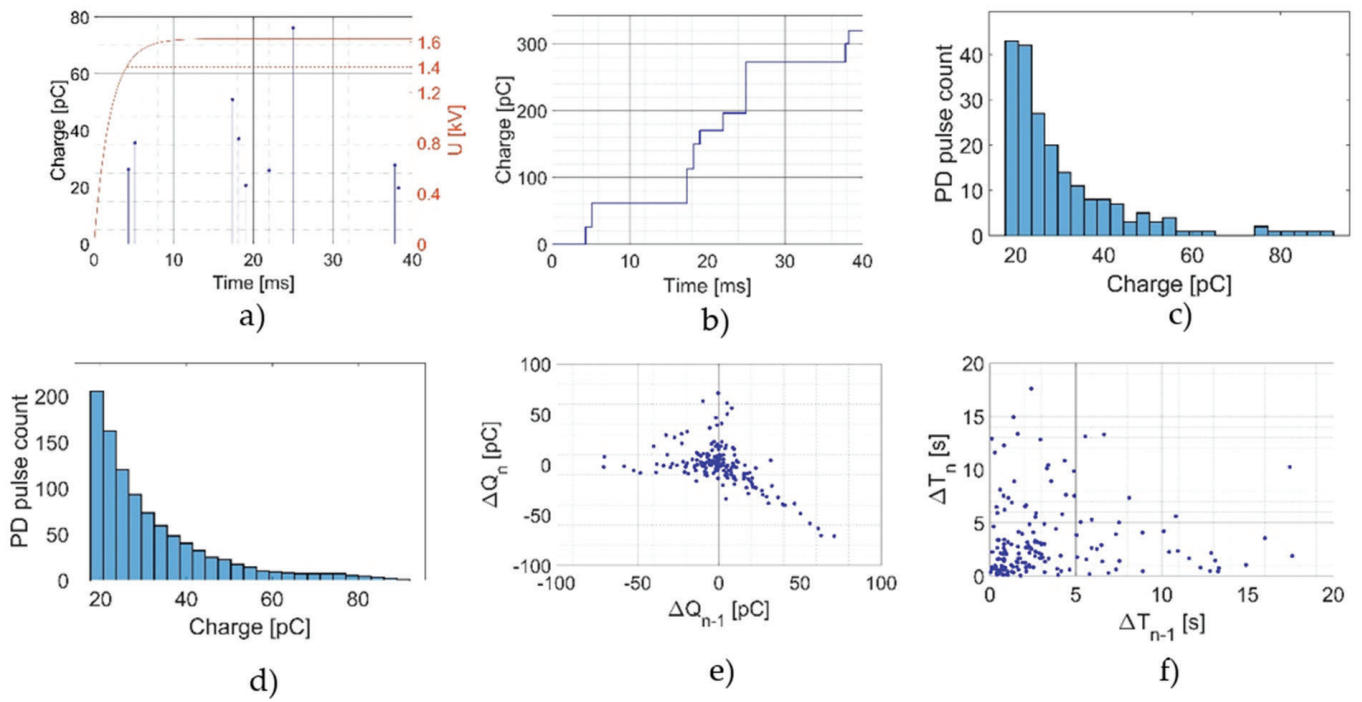 80
60
40
20
0
Charge [pC]
0 10 20 30 40
Time [ms]
1.6
1.4
1.2
0.8
0.4
0
U [kV]
a)
300
200
100
0
Charge [pC]
0 10 20 30 40
Time [ms]
b)
40
30
20
10
0
PD pulse count
20 40 60 80
Charge [pC]
c)
200
150
100
50
0
PD pulse count
20 40 60 80
Charge [pC]
d)
100
50
0
-50
-100
ΔQn [pC]
-100 -50 0 50 100
ΔQn-1 [pC]
e)
20
15
10
5
0
ΔTn [s]
0 5 10 15 20
ΔTn-1 [s]
f)